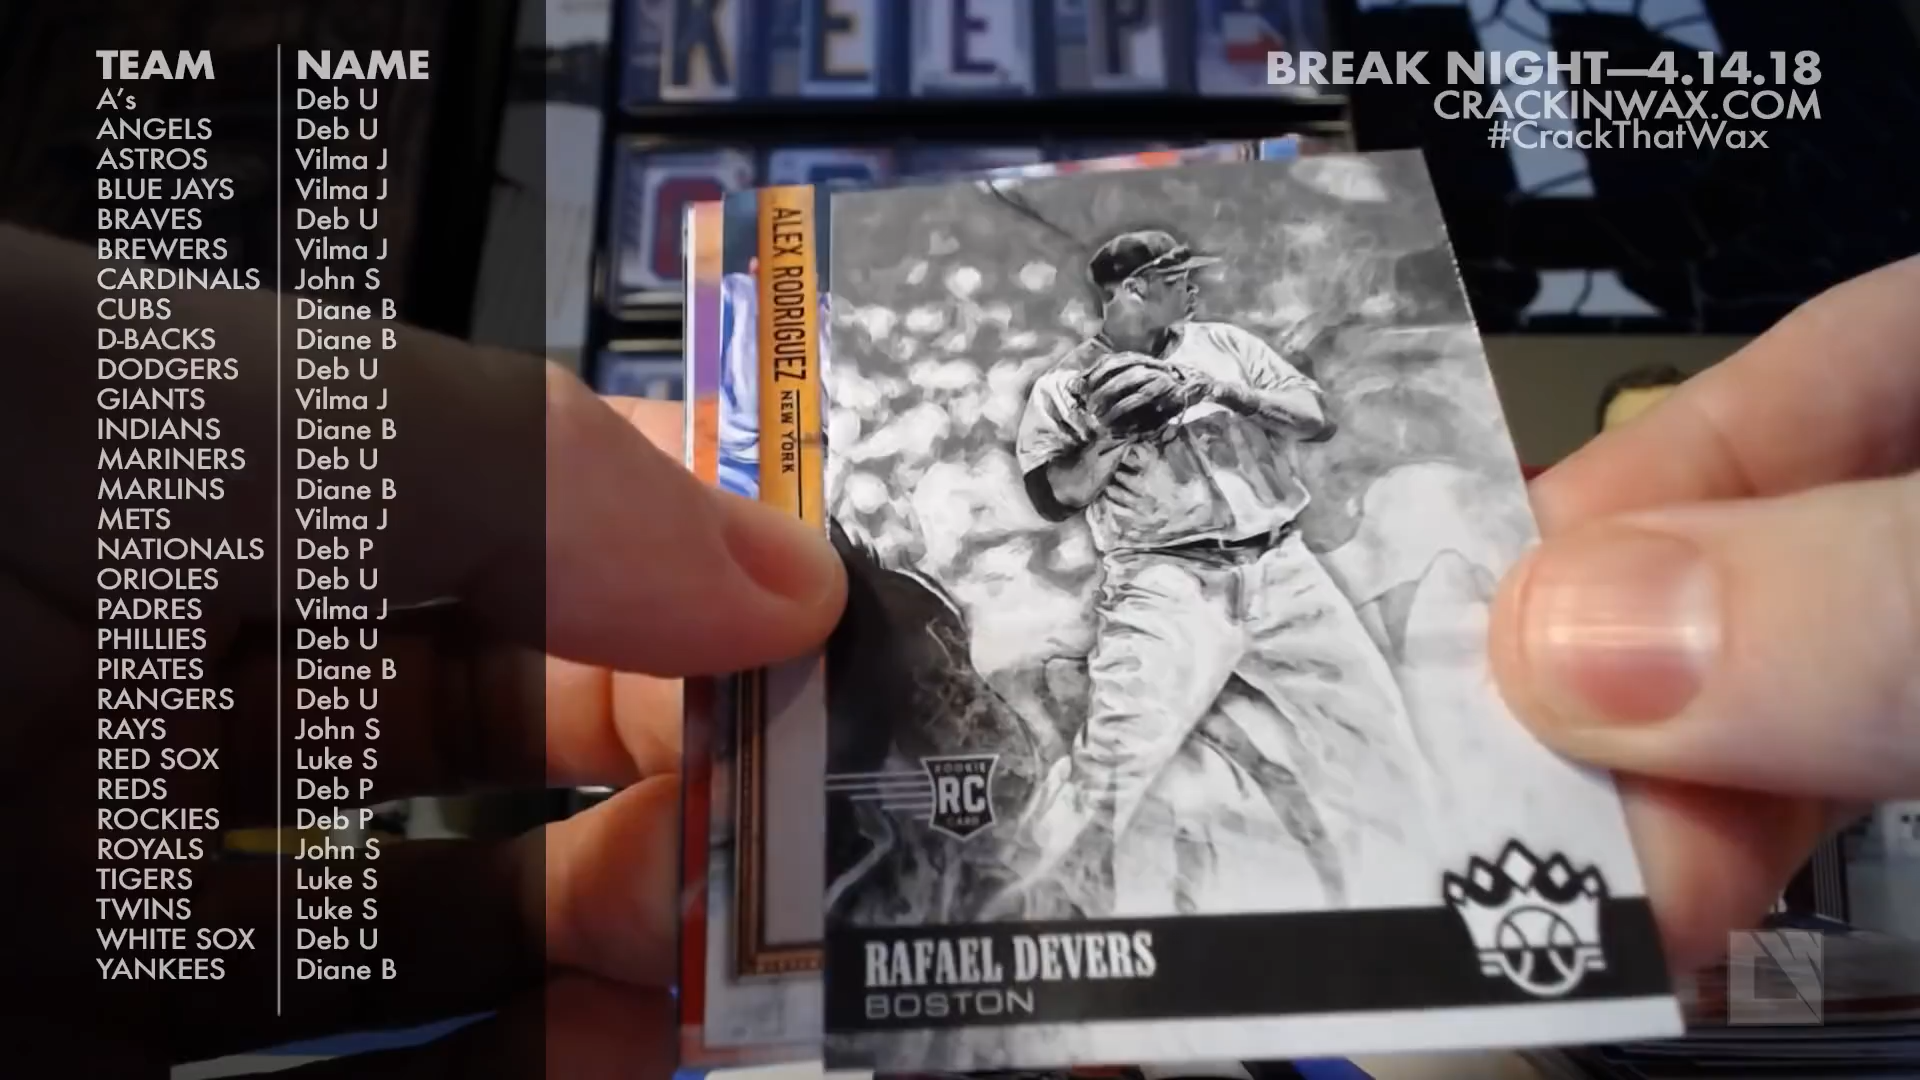 TEAM NAME
A's Deb U
ANGELS Deb U
ASTROS Vilma J
BLUE JAYS Vilma J
BRAVES Deb U
BREWERS Vilma J
CARDINALS John S
CUBS Diane B
D-BACKS Diane B
DODGERS Deb U
GIANTS Vilma J
INDIANS Diane B
MARINERS Deb U
MARLINS Diane B
METS Vilma J
NATIONALS Deb P
ORIOLES Deb U
PADRES Vilma J
PHILLIES Deb U
PIRATES Diane B
RANGERS Deb U
RAYS John S
RED SOX Luke S
REDS Deb P
ROCKIES Deb P
ROYALS John S
TIGERS Luke S
TWINS Luke S
WHITE SOX Deb U
YANKEES Diane B
BREAK NIGHT—4.14.18
CRACKINWAX.COM
#CrackThatWax
KEEP
ALEX RODRIGUEZ NEW YORK
ROOKIE
RC
CARD
RAFAEL DEVERS
BOSTON